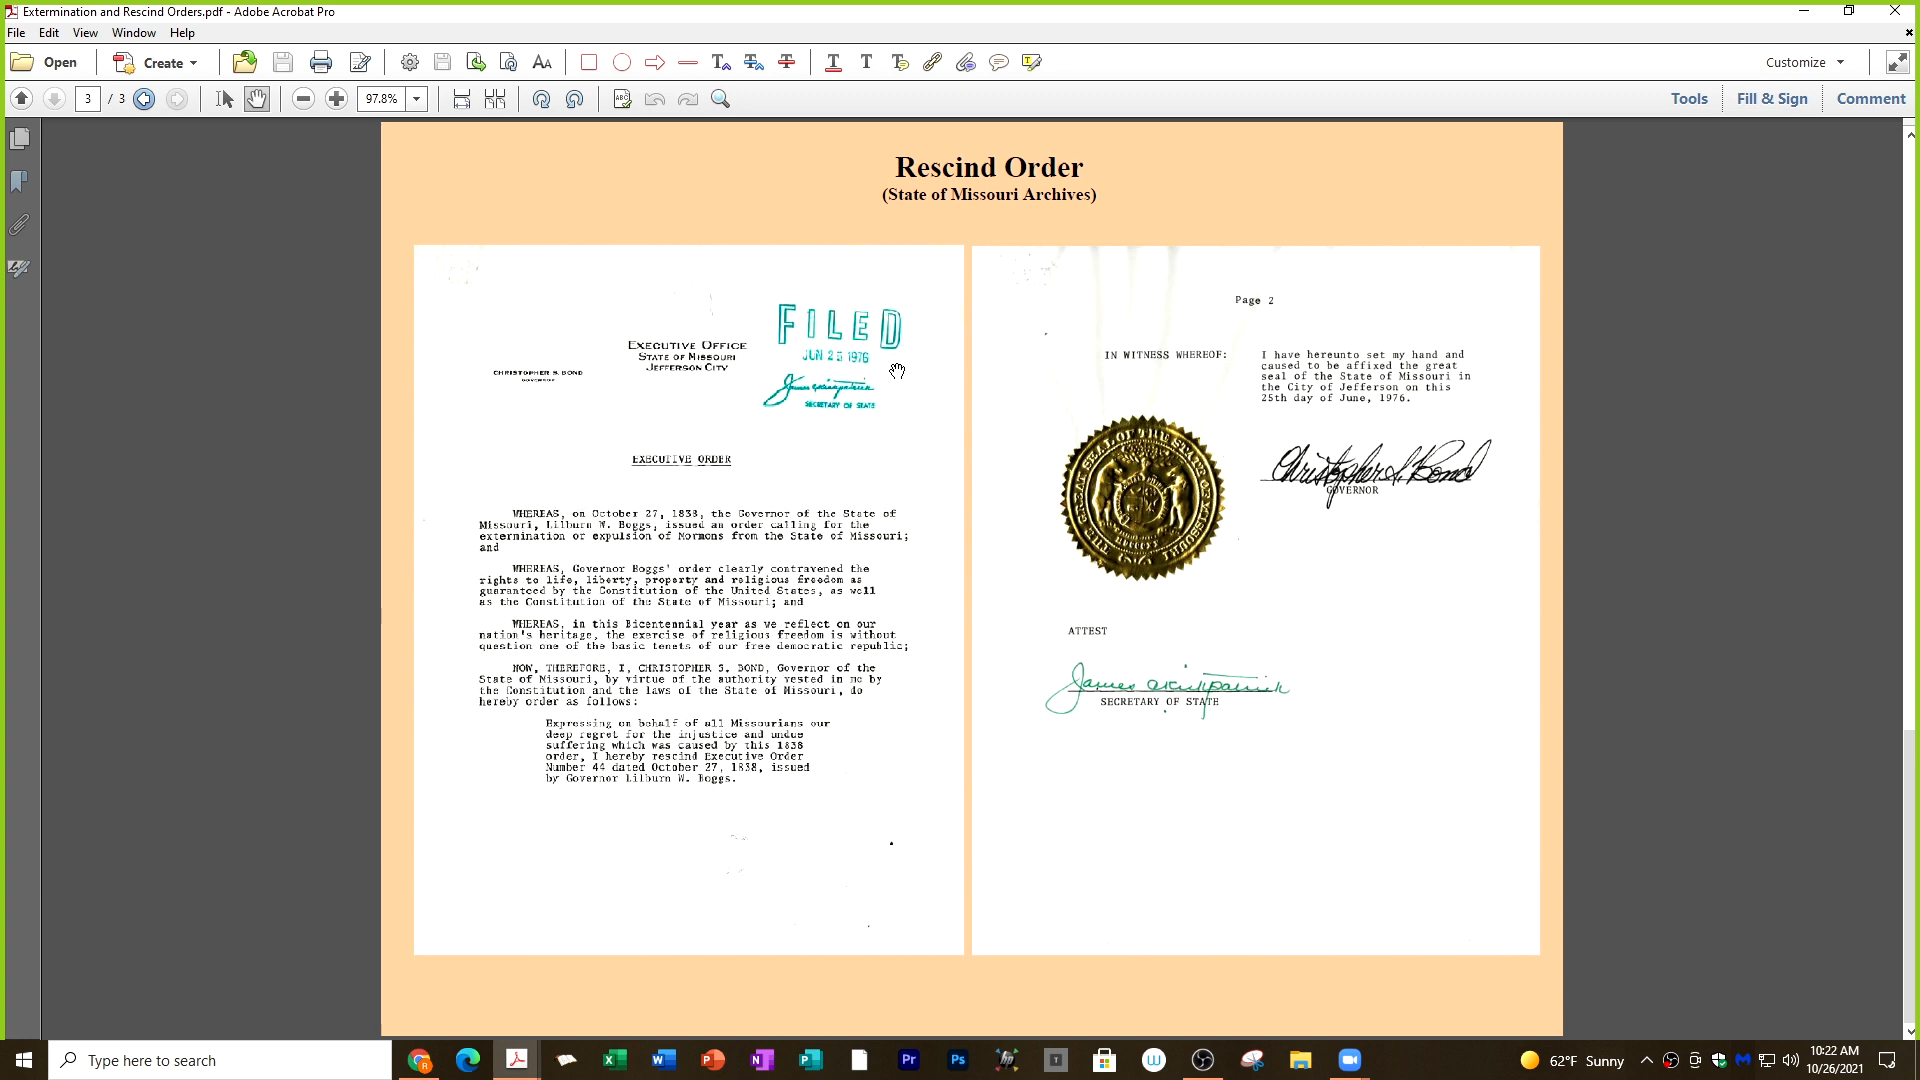 Extermination and Rescind Orders.pdf - Adobe Acrobat Pro
File Edit View Window Help
Open Create Customize
3 / 3 97.8% Tools Fill & Sign Comment
Rescind Order
(State of Missouri Archives)
FILED
JUN 25 1976
SECRETARY OF STATE
EXECUTIVE OFFICE
STATE OF MISSOURI
JEFFERSON CITY
CHRISTOPHER S. BOND
GOVERNOR
EXECUTIVE ORDER
WHEREAS, on October 27, 1838, the Governor of the State of
Missouri, Lilburn W. Boggs, issued an order calling for the
extermination or expulsion of Mormons from the State of Missouri;
and
WHEREAS, Governor Boggs' order clearly contravened the
rights to life, liberty, property and religious freedom as
guaranteed by the Constitution of the United States, as well
as the Constitution of the State of Missouri; and
WHEREAS, in this Bicentennial year as we reflect on our
nation's heritage, the exercise of religious freedom is without
question one of the basic tenets of our free democratic republic;
NOW, THEREFORE, I, CHRISTOPHER S. BOND, Governor of the
State of Missouri, by virtue of the authority vested in me by
the Constitution and the laws of the State of Missouri, do
hereby order as follows:
Expressing on behalf of all Missourians our
deep regret for the injustice and undue
suffering which was caused by this 1838
order, I hereby rescind Executive Order
Number 44 dated October 27, 1838, issued
by Governor Lilburn W. Boggs.
Page 2
IN WITNESS WHEREOF: I have hereunto set my hand and
caused to be affixed the great
seal of the State of Missouri in
the City of Jefferson on this
25th day of June, 1976.
Christopher S. Bond
GOVERNOR
THE GREAT SEAL OF THE STATE OF MISSOURI
ATTEST
James C Kirkpatrick
SECRETARY OF STATE
Type here to search
62°F Sunny
10:22 AM
10/26/2021